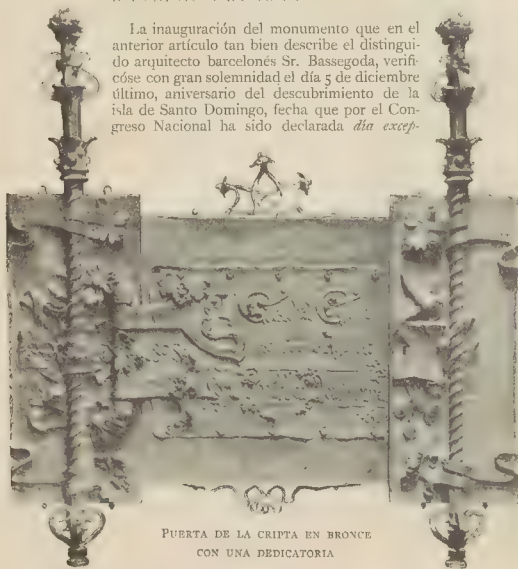 La inauguración del monumento que en el
anterior artículo tan bien describe el distingui-
do arquitecto barcelonés Sr. Bassegoda, verifi-
cóse con gran solemnidad el día 5 de diciembre
último, aniversario del descubrimiento de la
isla de Santo Domingo, fecha que por el Con-
greso Nacional ha sido declarada día excep-
PUERTA DE LA CRIPTA EN BRONCE
CON UNA DEDICATORIA